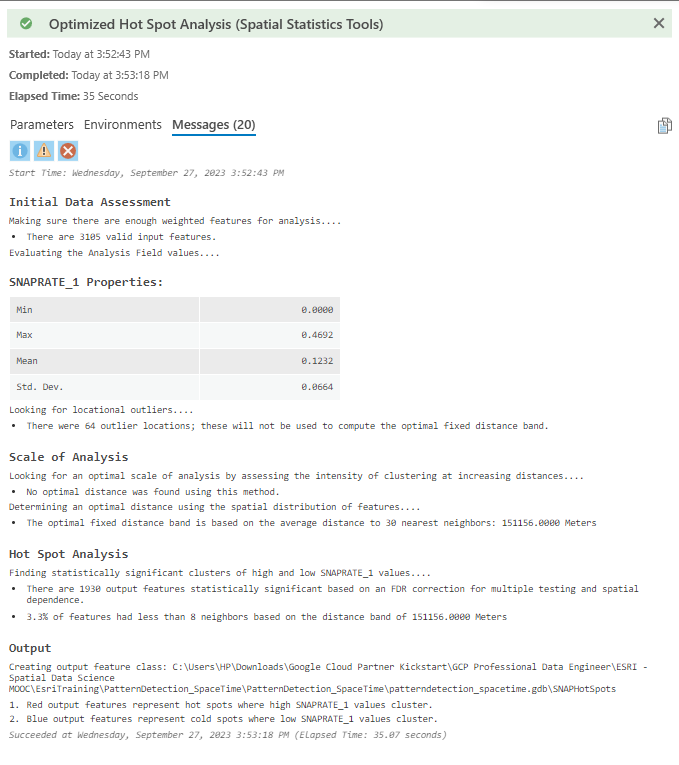 Optimized Hot Spot Analysis (Spatial Statistics Tools)
Started: Today at 3:52:43 PM
Completed: Today at 3:53:18 PM
Elapsed Time: 35 Seconds
Parameters Environments Messages (20)
Start Time: Wednesday, September 27, 2023 3:52:43 PM
Initial Data Assessment
Making sure there are enough weighted features for analysis....
• There are 3105 valid input features.
Evaluating the Analysis Field values....
SNAPRATE_1 Properties:
Min 0.0000
Max 0.4692
Mean 0.1232
Std. Dev. 0.0664
Looking for locational outliers....
• There were 64 outlier locations; these will not be used to compute the optimal fixed distance band.
Scale of Analysis
Looking for an optimal scale of analysis by assessing the intensity of clustering at increasing distances....
• No optimal distance was found using this method.
Determining an optimal distance using the spatial distribution of features....
• The optimal fixed distance band is based on the average distance to 30 nearest neighbors: 151156.0000 Meters
Hot Spot Analysis
Finding statistically significant clusters of high and low SNAPRATE_1 values....
• There are 1930 output features statistically significant based on an FDR correction for multiple testing and spatial
dependence.
• 3.3% of features had less than 8 neighbors based on the distance band of 151156.0000 Meters
Output
Creating output feature class: C:\Users\HP\Downloads\Google Cloud Partner Kickstart\GCP Professional Data Engineer\ESRI -
Spatial Data Science
MOOC\EsriTraining\PatternDetection_SpaceTime\PatternDetection_SpaceTime\patterndetection_spacetime.gdb\SNAPHotSpots
1. Red output features represent hot spots where high SNAPRATE_1 values cluster.
2. Blue output features represent cold spots where low SNAPRATE_1 values cluster.
Succeeded at Wednesday, September 27, 2023 3:53:18 PM (Elapsed Time: 35.07 seconds)